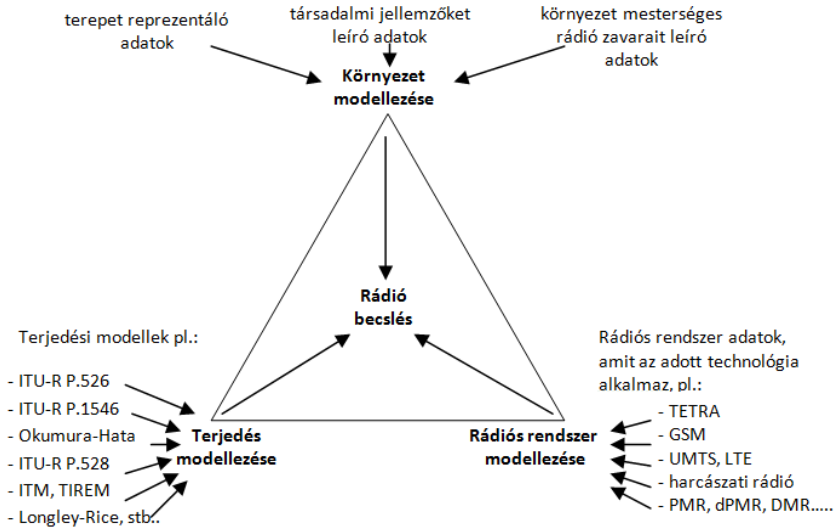 terepet reprezentáló
adatok
társadalmi jellemzőket
leíró adatok
környezet mesterséges
rádió zavarait leíró
adatok
Környezet
modellezése
Rádió
becslés
Terjedési modellek pl.:
- ITU-R P.526
- ITU-R P.1546
- Okumura-Hata
- ITU-R P.528
- ITM, TIREM
- Longley-Rice, stb..
Terjedés
modellezése
Rádiós rendszer
modellezése
Rádiós rendszer adatok,
amit az adott technológia
alkalmaz, pl.:
- TETRA
- GSM
- UMTS, LTE
- harcászati rádió
- PMR, dPMR, DMR.....